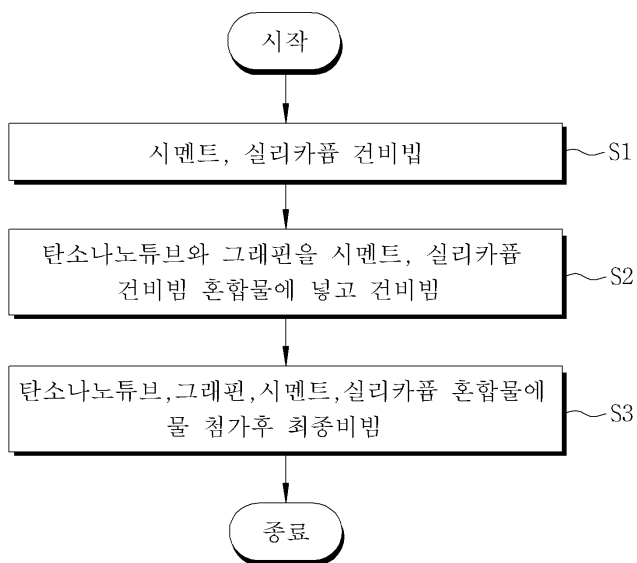 시작
시멘트, 실리카퓸 건비빕
S1
탄소나노튜브와 그래핀을 시멘트, 실리카퓸
건비빔 혼합물에 넣고 건비빔
S2
탄소나노튜브,그래핀,시멘트,실리카퓸 혼합물에
물 첨가후 최종비빔
S3
종료